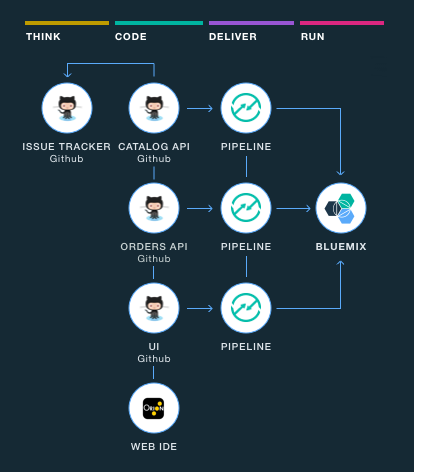 THINK CODE DELIVER RUN
ISSUE TRACKER CATALOG API PIPELINE
Github Github
ORDERS API PIPELINE BLUEMIX
Github
UI PIPELINE
Github
ORION
WEB IDE